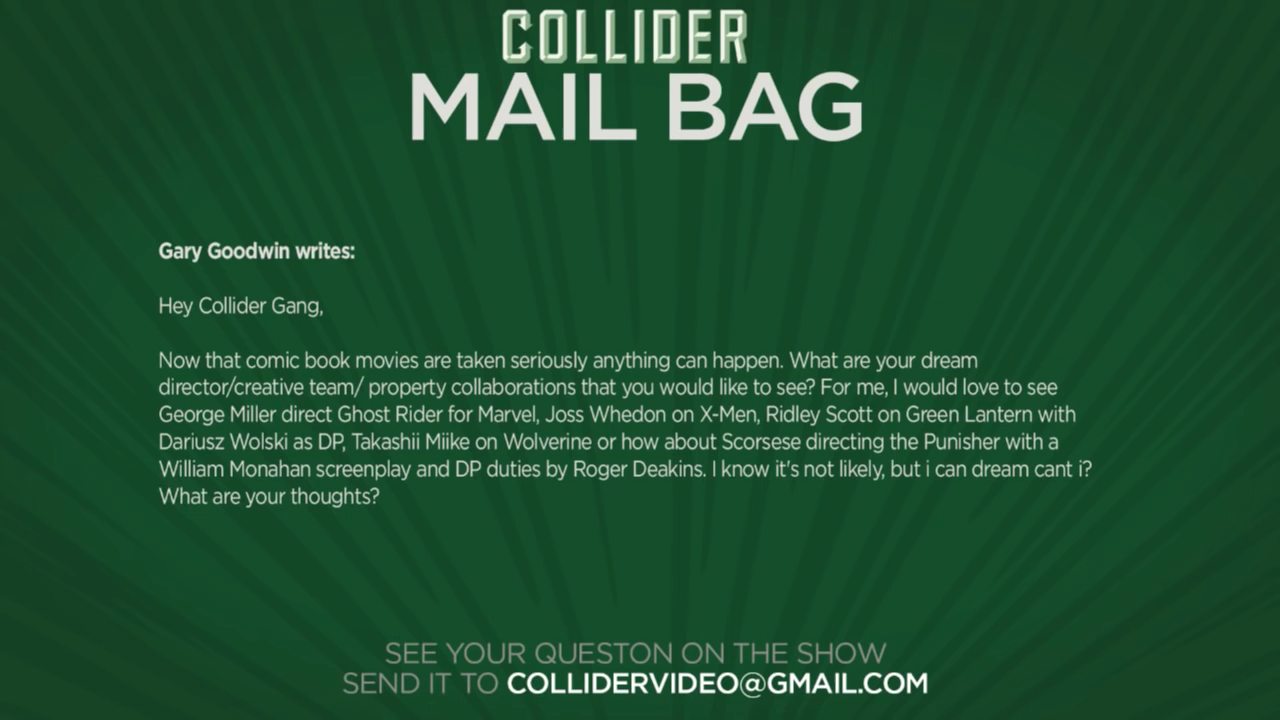 COLLIDER
MAIL BAG
Gary Goodwin writes:
Hey Collider Gang,
Now that comic book movies are taken seriously anything can happen. What are your dream
director/creative team/ property collaborations that you would like to see? For me, I would love to see
George Miller direct Ghost Rider for Marvel, Joss Whedon on X-Men, Ridley Scott on Green Lantern with
Dariusz Wolski as DP, Takashii Miike on Wolverine or how about Scorsese directing the Punisher with a
William Monahan screenplay and DP duties by Roger Deakins. I know it's not likely, but i can dream cant i?
What are your thoughts?
SEE YOUR QUESTON ON THE SHOW
SEND IT TO COLLIDERVIDEO@GMAIL.COM